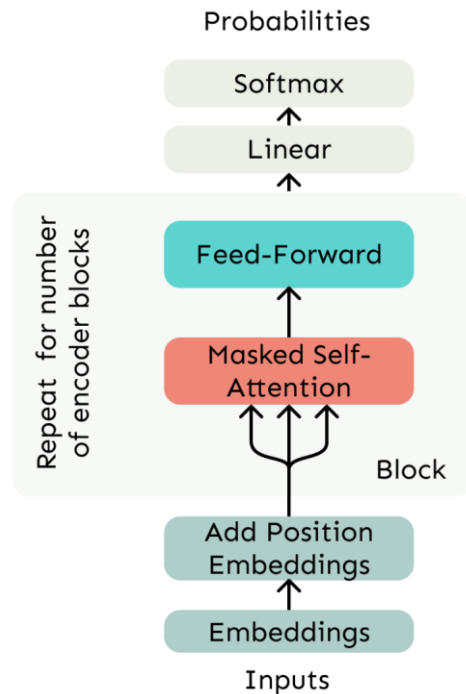 Probabilities
Softmax
Linear
Repeat for number
of encoder blocks
Feed-Forward
Masked Self-
Attention
Block
Add Position
Embeddings
Embeddings
Inputs